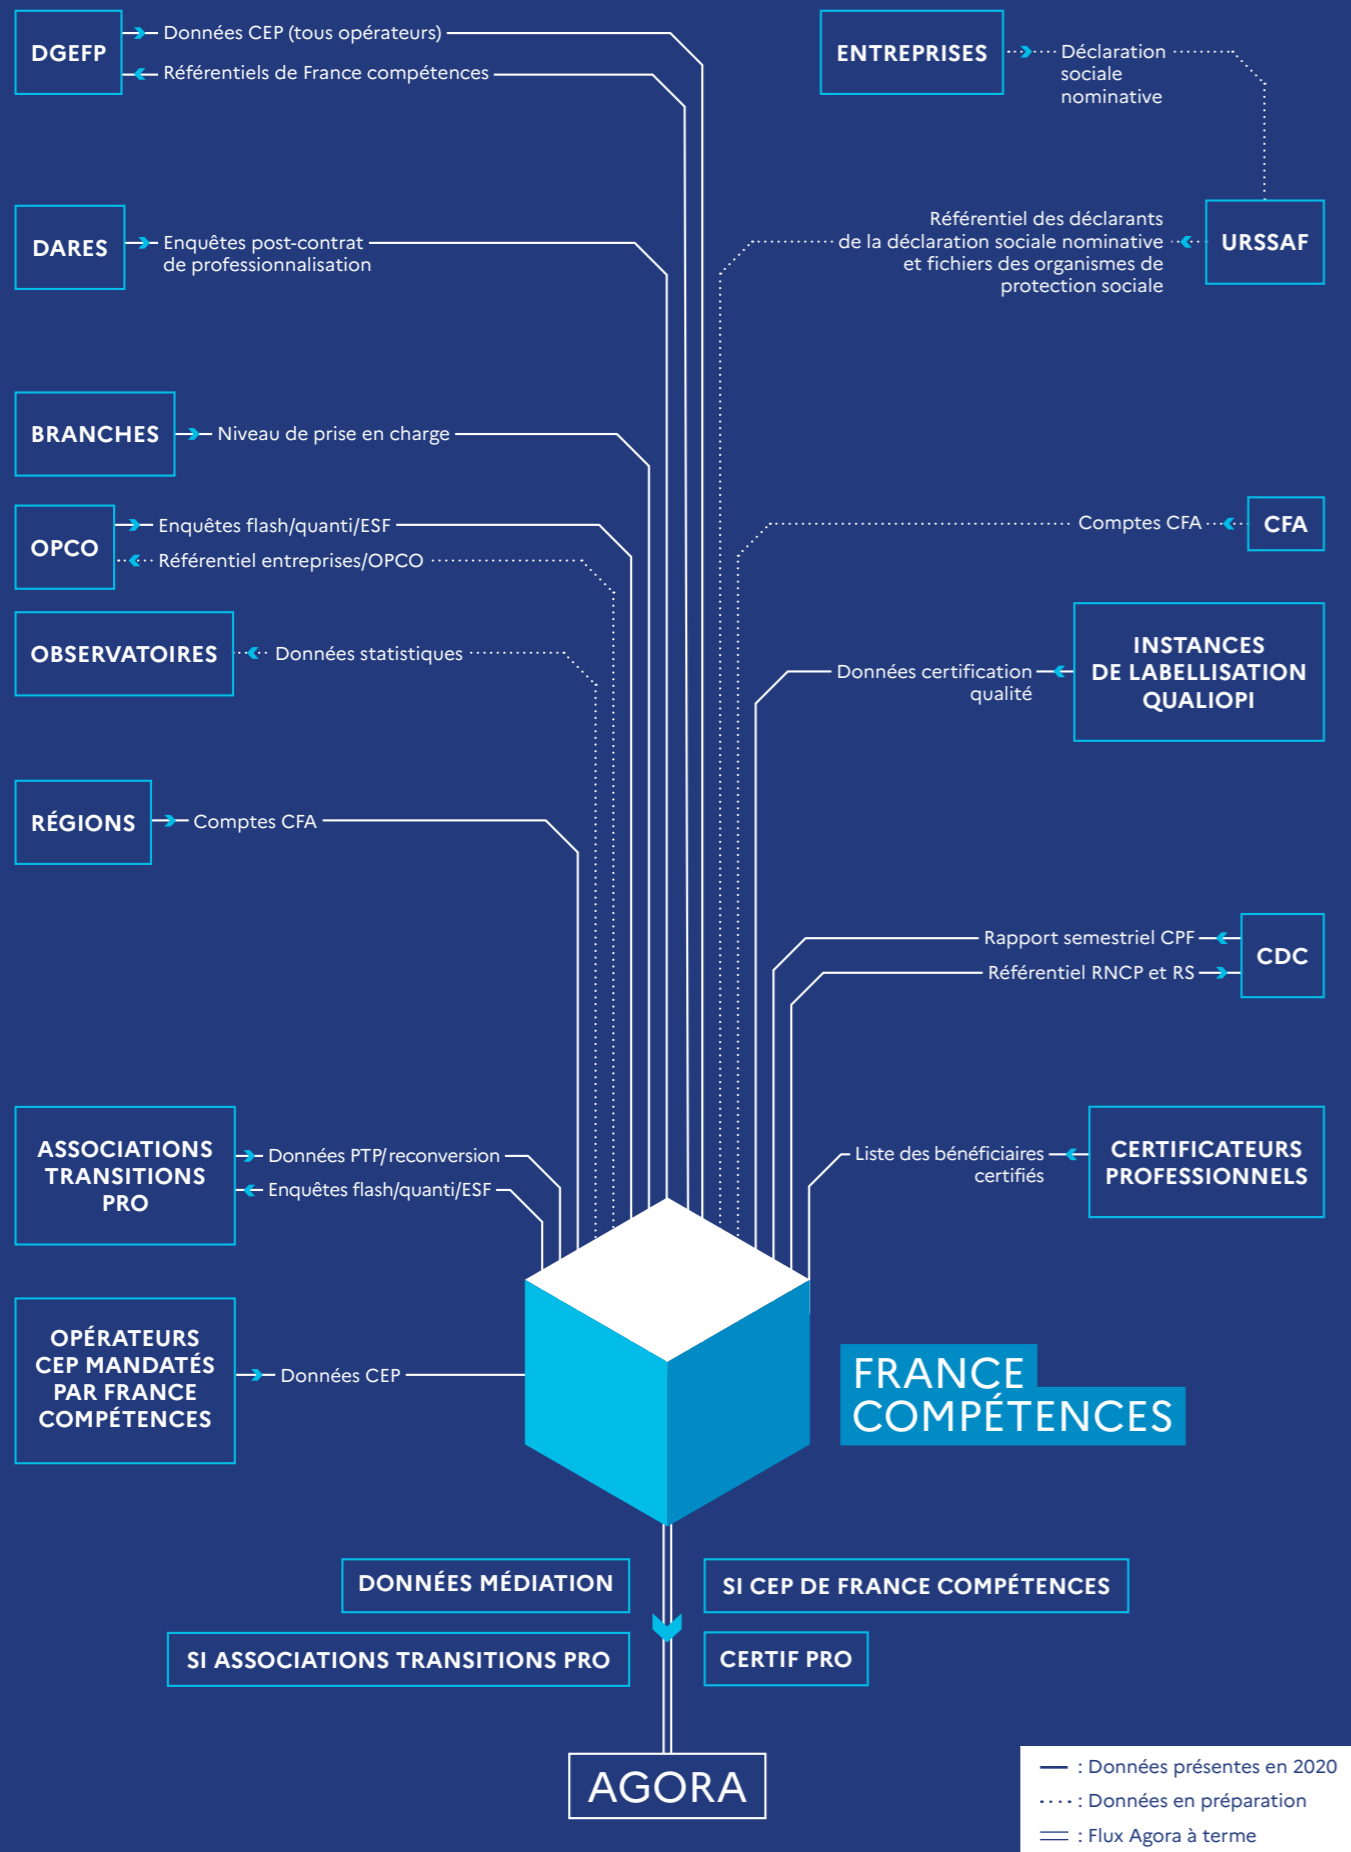 DGEFP
Données CEP (tous opérateurs)
Référentiels de France compétences
ENTREPRISES
Déclaration
sociale
nominative
DARES
Enquêtes post-contrat
de professionnalisation
Référentiel des déclarants
de la déclaration sociale nominative
et fichiers des organismes de
protection sociale
URSSAF
BRANCHES
Niveau de prise en charge
OPCO
Enquêtes flash/quanti/ESF
Référentiel entreprises/OPCO
Comptes CFA
CFA
OBSERVATOIRES
Données statistiques
Données certification
qualité
INSTANCES
DE LABELLISATION
QUALIOPI
RÉGIONS
Comptes CFA
Rapport semestriel CPF
Référentiel RNCP et RS
CDC
ASSOCIATIONS
TRANSITIONS
PRO
Données PTP/reconversion
Enquêtes flash/quanti/ESF
Liste des bénéficiaires
certifiés
CERTIFICATEURS
PROFESSIONNELS
OPÉRATEURS
CEP MANDATÉS
PAR FRANCE
COMPÉTENCES
Données CEP
FRANCE
COMPÉTENCES
DONNÉES MÉDIATION
SI CEP DE FRANCE COMPÉTENCES
SI ASSOCIATIONS TRANSITIONS PRO
CERTIF PRO
AGORA
: Données présentes en 2020
: Données en préparation
: Flux Agora à terme